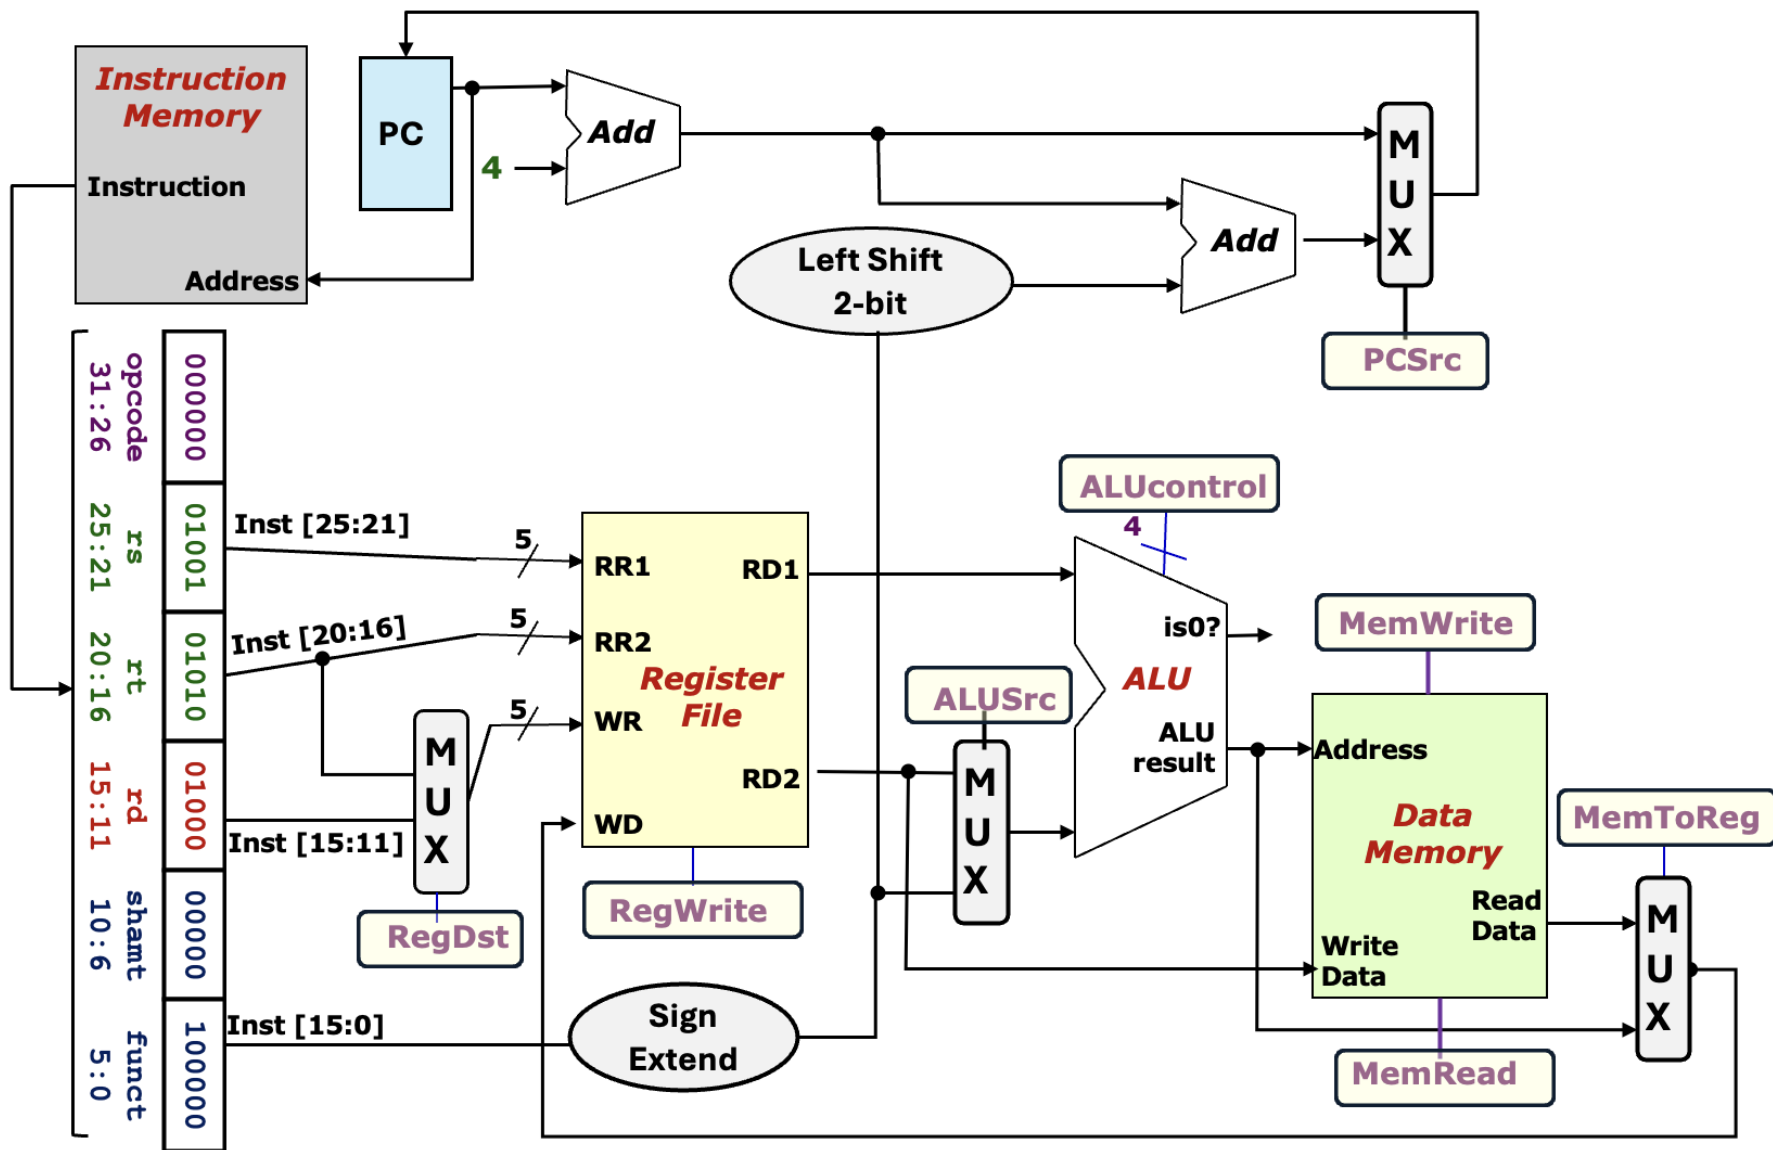 Instruction
Memory
Instruction
Address
PC
4
Add
Left Shift
2-bit
Add
M
U
X
PCSrc
opcode
31:26
000000
rs
25:21
01001
rt
20:16
01010
rd
15:11
01000
shamt
10:6
00000
funct
5:0
100000
Inst [25:21]
5
Inst [20:16]
5
Inst [15:11]
5
M
U
X
RegDst
Inst [15:0]
Sign
Extend
RR1
RR2
WR
WD
RD1
RD2
Register
File
RegWrite
ALUSrc
M
U
X
ALUcontrol
4
is0?
ALU
ALU
result
MemWrite
Address
Data
Memory
Read
Data
Write
Data
MemRead
MemToReg
M
U
X